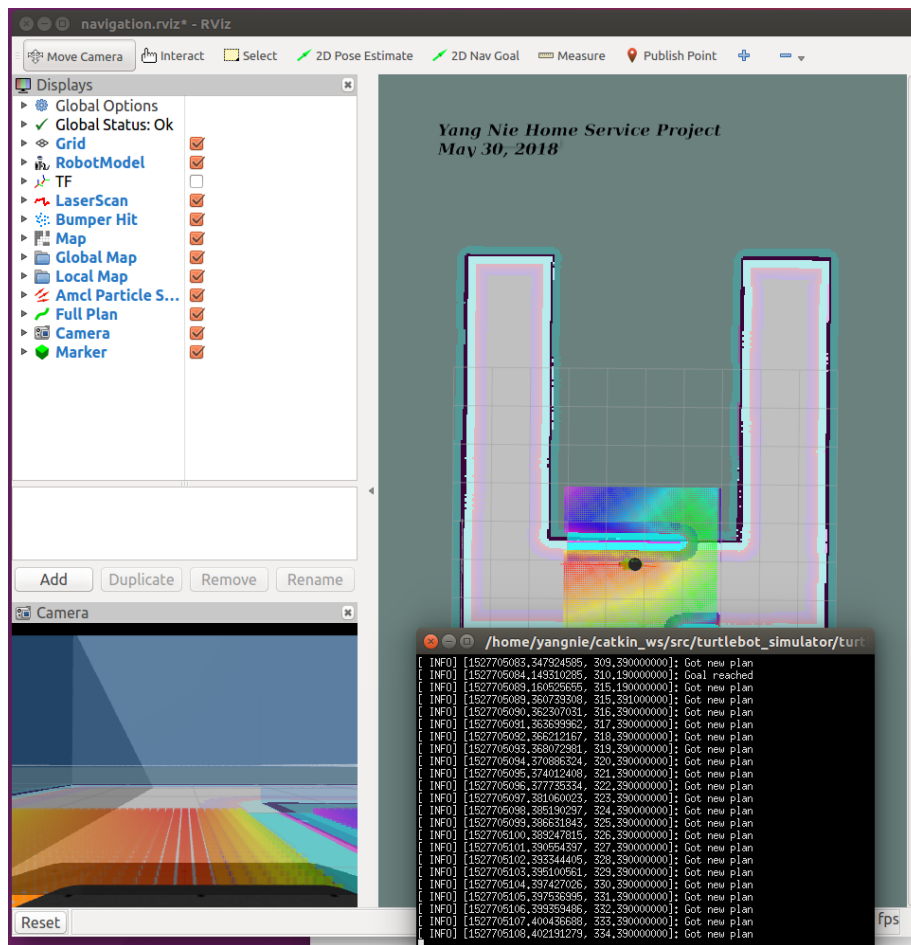 navigation.rviz* - RViz
Move Camera Interact Select 2D Pose Estimate 2D Nav Goal Measure Publish Point
Displays
Global Options
Global Status: Ok
Grid
RobotModel
TF
LaserScan
Bumper Hit
Map
Global Map
Local Map
Amcl Particle S...
Full Plan
Camera
Marker
Add Duplicate Remove Rename
Camera
Reset
Yang Nie Home Service Project
May 30, 2018
/home/yangnie/catkin_ws/src/turtlebot_simulator/turt
[ INFO] [1527705083.347924585, 309.390000000]: Got new plan
[ INFO] [1527705084.149310285, 310.190000000]: Goal reached
[ INFO] [1527705089.160525655, 315.190000000]: Got new plan
[ INFO] [1527705089.360739308, 315.391000000]: Got new plan
[ INFO] [1527705090.362307031, 316.390000000]: Got new plan
[ INFO] [1527705091.363699962, 317.390000000]: Got new plan
[ INFO] [1527705092.366212167, 318.390000000]: Got new plan
[ INFO] [1527705093.368072981, 319.390000000]: Got new plan
[ INFO] [1527705094.370886324, 320.390000000]: Got new plan
[ INFO] [1527705095.374012408, 321.390000000]: Got new plan
[ INFO] [1527705096.377735334, 322.390000000]: Got new plan
[ INFO] [1527705097.381060023, 323.390000000]: Got new plan
[ INFO] [1527705098.385190297, 324.390000000]: Got new plan
[ INFO] [1527705099.386631843, 325.390000000]: Got new plan
[ INFO] [1527705100.389247815, 326.390000000]: Got new plan
[ INFO] [1527705101.390554397, 327.390000000]: Got new plan
[ INFO] [1527705102.393344405, 328.390000000]: Got new plan
[ INFO] [1527705103.395100561, 329.390000000]: Got new plan
[ INFO] [1527705104.397427026, 330.390000000]: Got new plan
[ INFO] [1527705105.397536995, 331.390000000]: Got new plan
[ INFO] [1527705106.399359486, 332.390000000]: Got new plan
[ INFO] [1527705107.400436688, 333.390000000]: Got new plan
[ INFO] [1527705108.402191279, 334.390000000]: Got new plan
fps